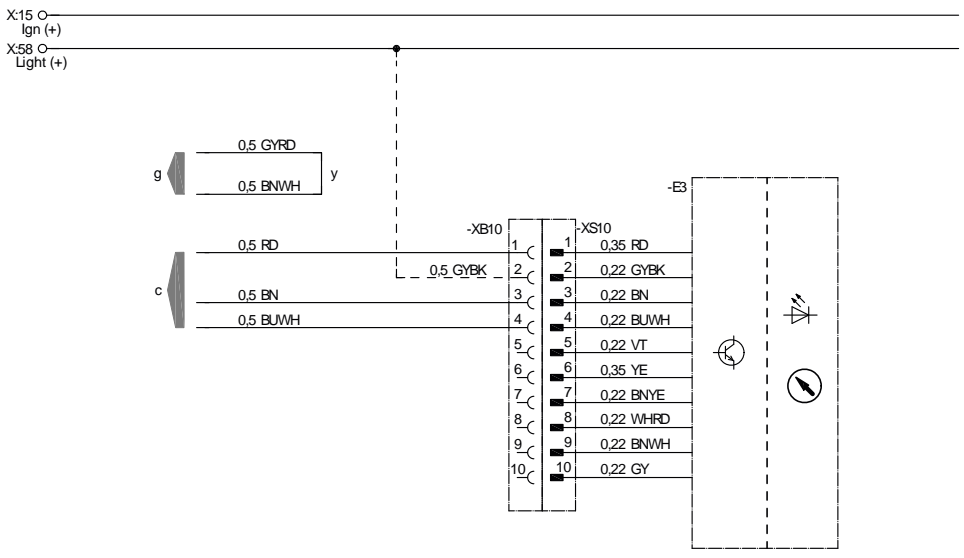 X:15
Ign (+)
X:58
Light (+)
0,5 GYRD
g
y
0,5 BNWH
-E3
-XB10
-XS10
1 1 0,35 RD
0,5 RD
0,5 GYBK 2 2 0,22 GYBK
c
0,5 BN 3 3 0,22 BN
0,5 BUWH 4 4 0,22 BUWH
5 5 0,22 VT
6 6 0,35 YE
7 7 0,22 BNYE
8 8 0,22 WHRD
9 9 0,22 BNWH
10 10 0,22 GY